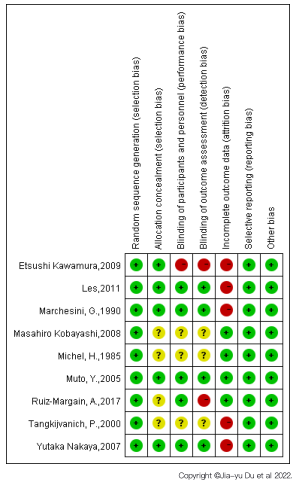 Random sequence generation (selection bias)
Allocation concealment (selection bias)
Blinding of participants and personnel (performance bias)
Blinding of outcome assessment (detection bias)
Incomplete outcome data (attrition bias)
Selective reporting (reporting bias)
Other bias
Etsushi Kawamura,2009 + + - - - + +
Les,2011 + + + + - + +
Marchesini, G,1990 + + + + - + +
Masahiro Kobayashi,2008 + ? ? ? + + +
Michel, H,1985 + ? ? ? + + +
Muto, Y,2005 + + + + + + +
Ruiz-Margain, A,2017 + ? + - + + +
Tangkijvanich, P,2000 + ? ? ? - + +
Yutaka Nakaya,2007 + + + + - + +
Copyright ©Jia-yu Du et al 2022.